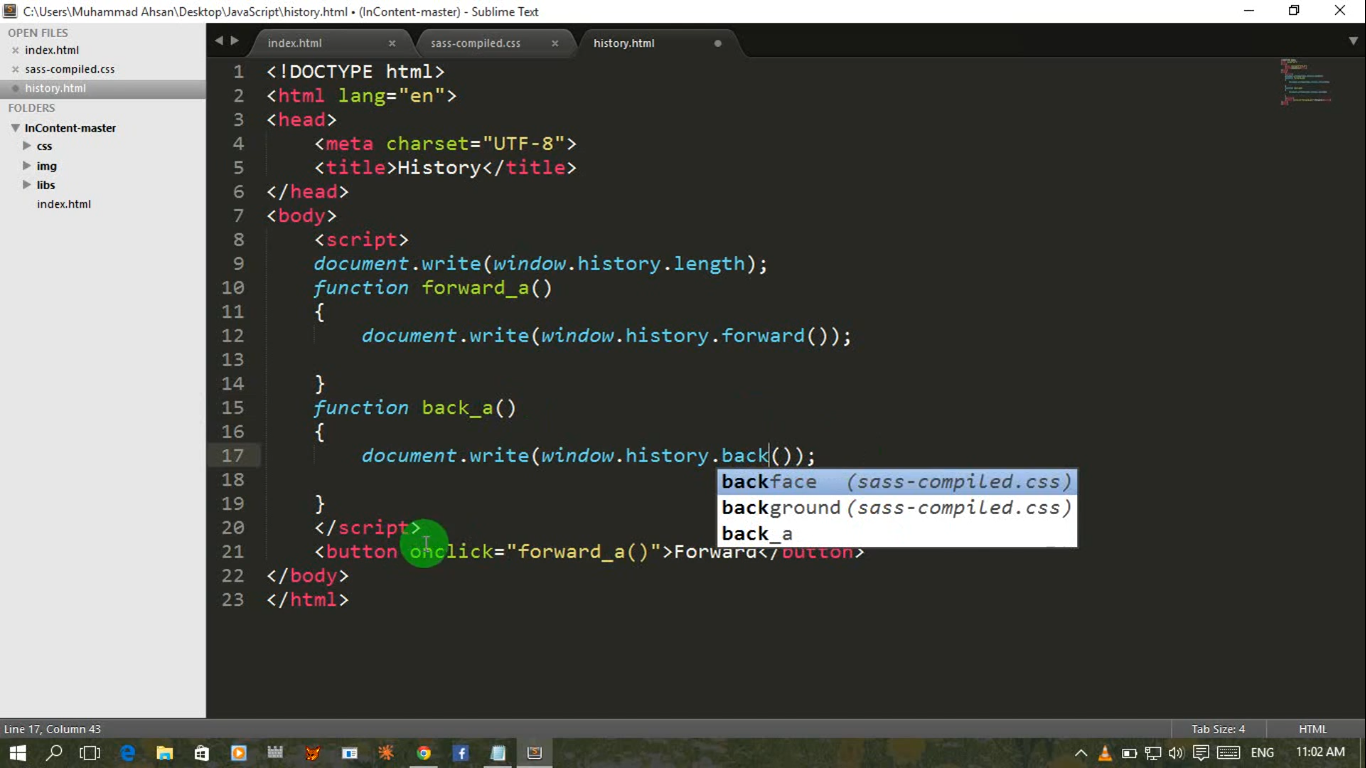 C:\Users\Muhammad Ahsan\Desktop\JavaScript\history.html • (InContent-master) - Sublime Text
OPEN FILES
index.html
sass-compiled.css
history.html
FOLDERS
InContent-master
css
img
libs
index.html
index.html
sass-compiled.css
history.html
1 <!DOCTYPE html>
2 <html lang="en">
3 <head>
4 <meta charset="UTF-8">
5 <title>History</title>
6 </head>
7 <body>
8 <script>
9 document.write(window.history.length);
10 function forward_a()
11 {
12 document.write(window.history.forward());
13
14 }
15 function back_a()
16 {
17 document.write(window.history.back());
18
19 }
20 </script>
21 <button onclick="forward_a()">Forward</button>
22 </body>
23 </html>
backface (sass-compiled.css)
background (sass-compiled.css)
back_a
Line 17, Column 43
Tab Size: 4
HTML
ENG
11:02 AM